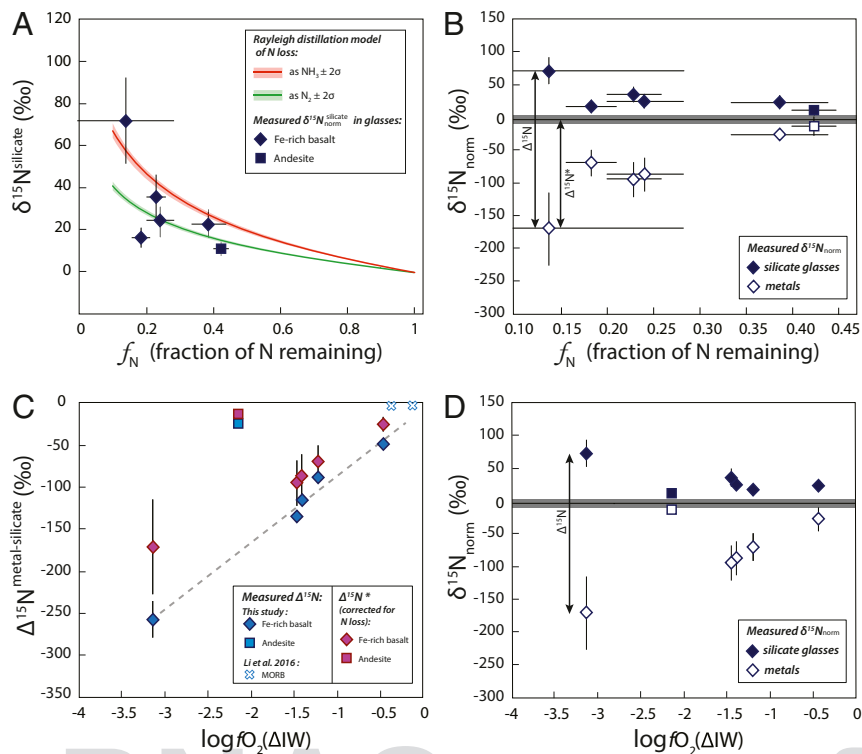 A
120
100
80
60
40
20
0
δ¹⁵Nˢⁱˡⁱᶜᵃᵗᵉ (‰)
Rayleigh distillation model
of N loss:
as NH₃ ± 2σ
as N₂ ± 2σ
Measured δ¹⁵N silicate norm in glasses:
Fe-rich basalt
Andesite
0
0.2
0.4
0.6
0.8
1
fN (fraction of N remaining)
B
150
100
50
0
-50
-100
-150
-200
-250
-300
δ¹⁵Nnorm (‰)
Δ¹⁵N
Δ¹⁵N*
Measured δ¹⁵Nnorm
silicate glasses
metals
0.10
0.15
0.20
0.25
0.30
0.35
0.40
0.45
fN (fraction of N remaining)
C
0
-50
-100
-150
-200
-250
-300
-350
Δ¹⁵Nᵐᵉᵗᵃˡ⁻ˢⁱˡⁱᶜᵃᵗᵉ (‰)
Measured Δ¹⁵N:
This study :
Fe-rich basalt
Andesite
Li et al. 2016 :
MORB
Δ¹⁵N *
(corrected for
N loss):
Fe-rich basalt
Andesite
-4
-3.5
-3
-2.5
-2
-1.5
-1
-0.5
0
logfO₂(ΔIW)
D
150
100
50
0
-50
-100
-150
-200
-250
-300
δ¹⁵Nnorm (‰)
Δ¹⁵N
Measured δ¹⁵Nnorm
silicate glasses
metals
-4
-3.5
-3
-2.5
-2
-1.5
-1
-0.5
0
logfO₂(ΔIW)